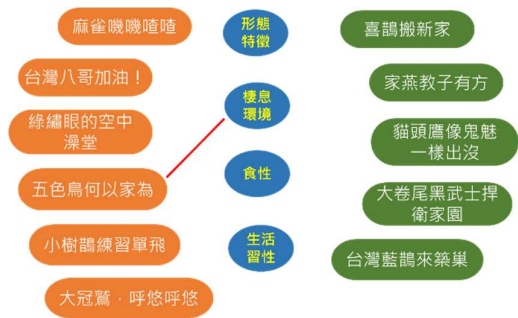 麻雀嘰嘰喳喳
台灣八哥加油！
綠繡眼的空中
澡堂
五色鳥何以家為
小樹鵲練習單飛
大冠鷲．呼悠呼悠
形態
特徵
棲息
環境
食性
生活
習性
喜鵲搬新家
家燕教子有方
貓頭鷹像鬼魅
一樣出沒
大卷尾黑武士捍
衛家園
台灣藍鵲來築巢